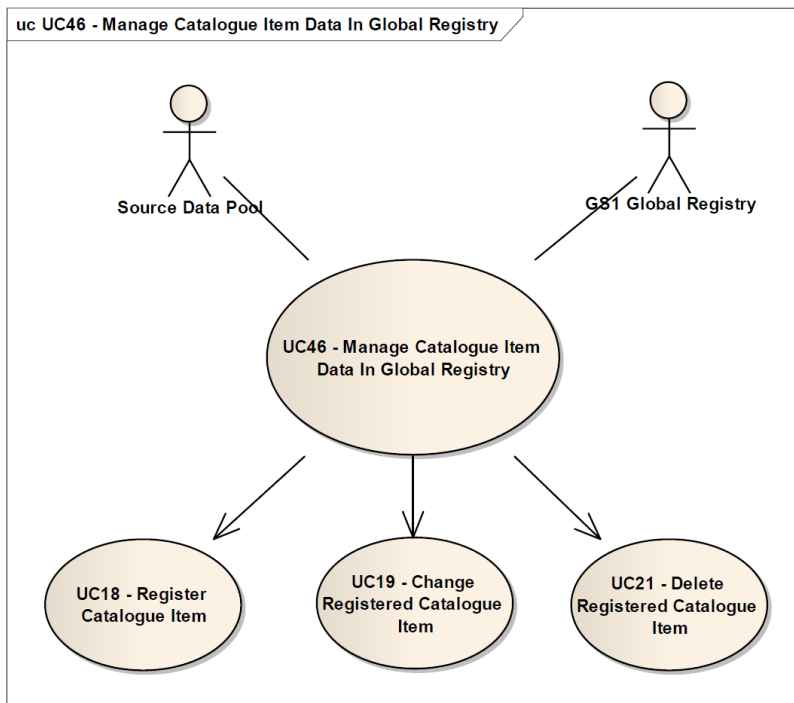 uc UC46 - Manage Catalogue Item Data In Global Registry
Source Data Pool
GS1 Global Registry
UC46 - Manage Catalogue Item
Data In Global Registry
UC18 - Register
Catalogue Item
UC19 - Change
Registered Catalogue
Item
UC21 - Delete
Registered Catalogue
Item